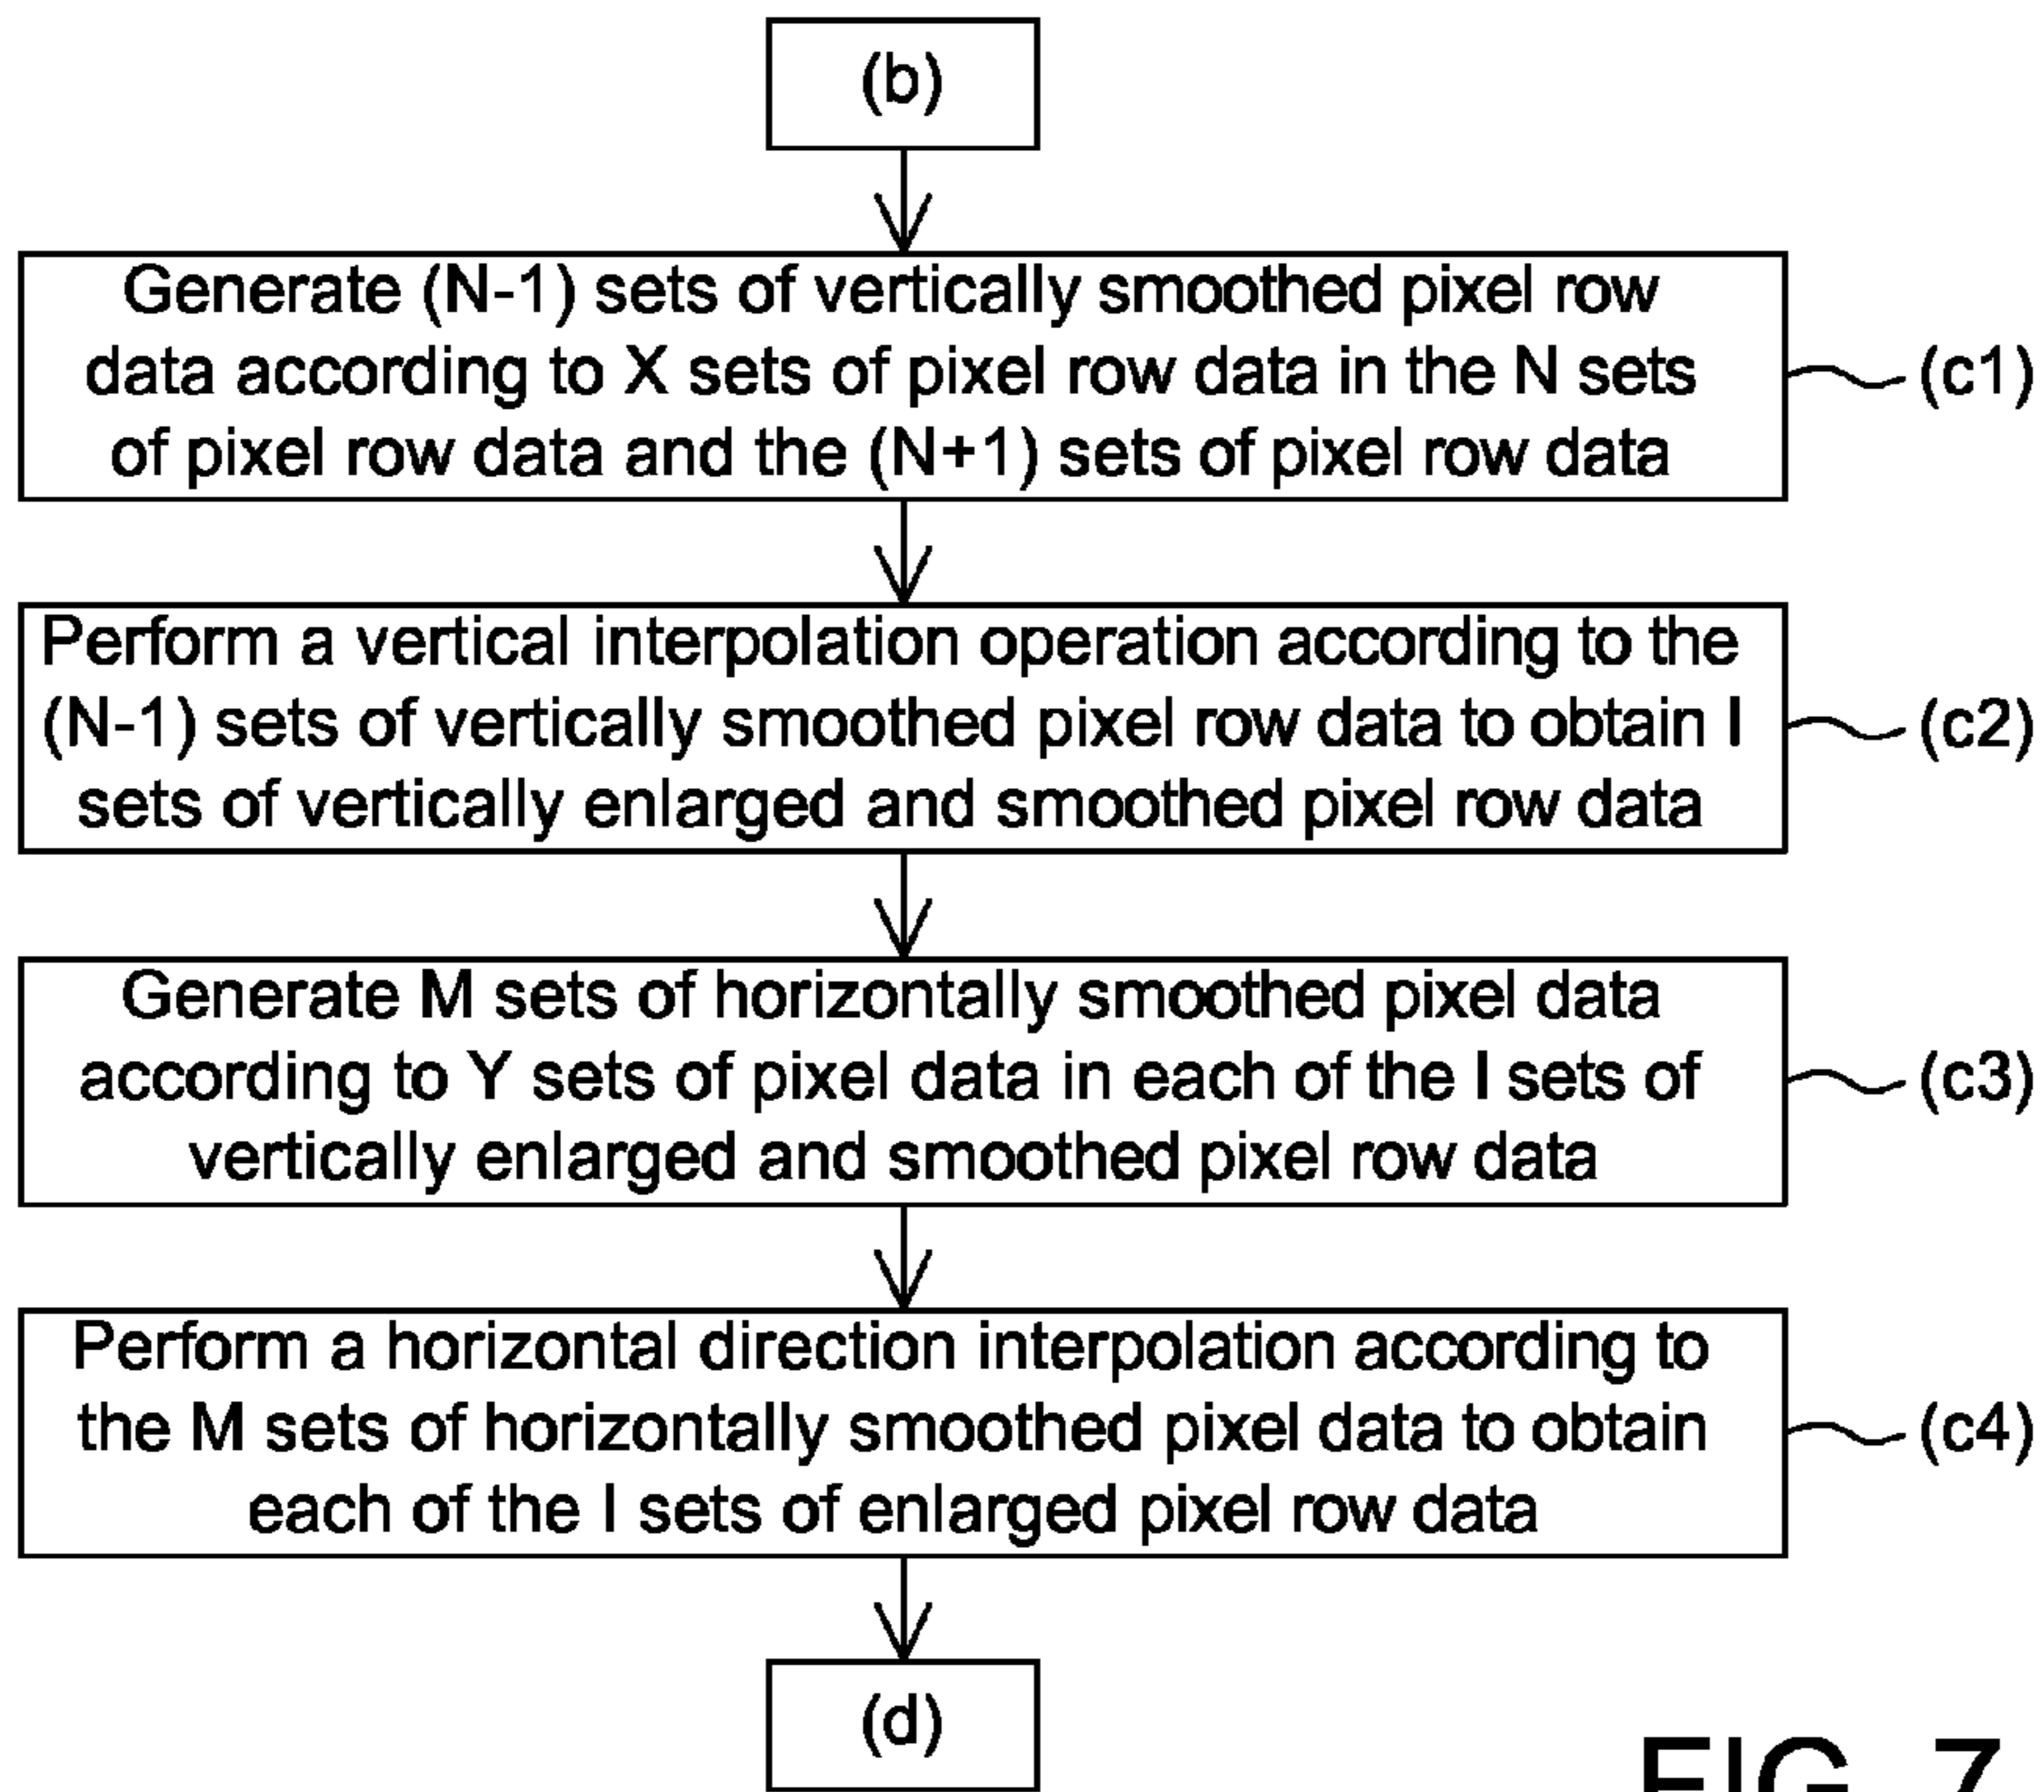 (b)
Generate (N-1) sets of vertically smoothed pixel row
data according to X sets of pixel row data in the N sets
of pixel row data and the (N+1) sets of pixel row data
(c1)
Perform a vertical interpolation operation according to the
(N-1) sets of vertically smoothed pixel row data to obtain I
sets of vertically enlarged and smoothed pixel row data
(c2)
Generate M sets of horizontally smoothed pixel data
according to Y sets of pixel data in each of the I sets of
vertically enlarged and smoothed pixel row data
(c3)
Perform a horizontal direction interpolation according to
the M sets of horizontally smoothed pixel data to obtain
each of the I sets of enlarged pixel row data
(c4)
(d)
FIG. 7